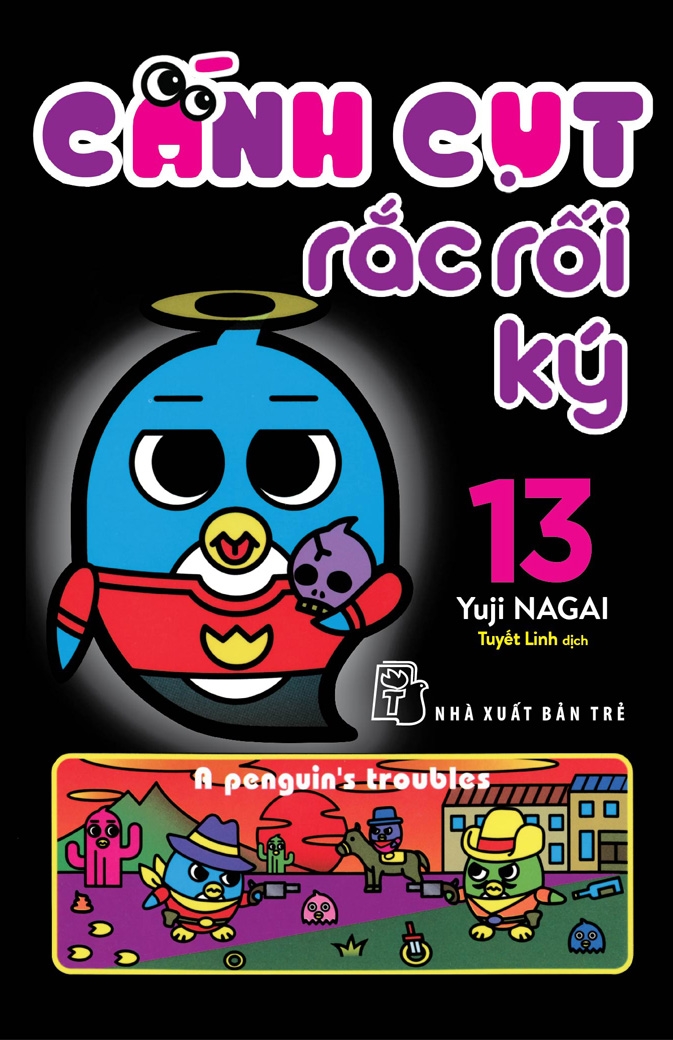 CÁNH CỤT
rắc rối
ký
13
Yuji NAGAI
Tuyết Linh dịch
T
NHÀ XUẤT BẢN TRẺ
A penguin's troubles